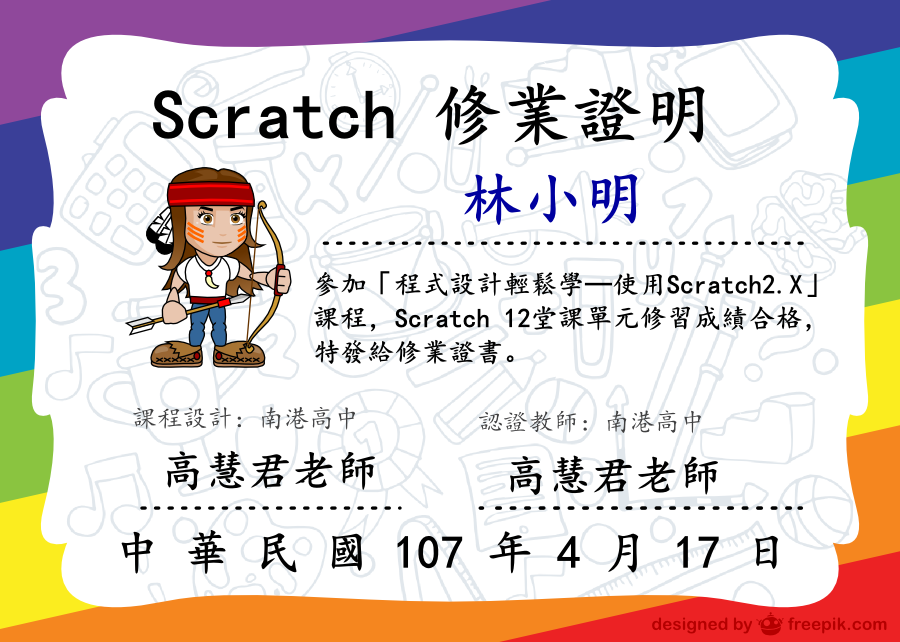 Scratch 修業證明
林小明
參加「程式設計輕鬆學—使用Scratch2.X」
課程，Scratch 12堂課單元修習成績合格，
特發給修業證書。
課程設計：南港高中
認證教師：南港高中
高慧君老師
高慧君老師
中 華 民 國 107 年 4 月 17 日
designed by freepik.com